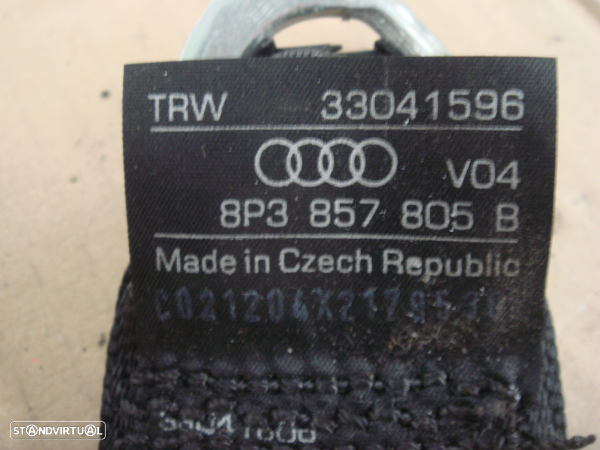 TRW 33041596
V04
8P3 857 805 B
Made in Czech Republic
STANDVIRTUAL